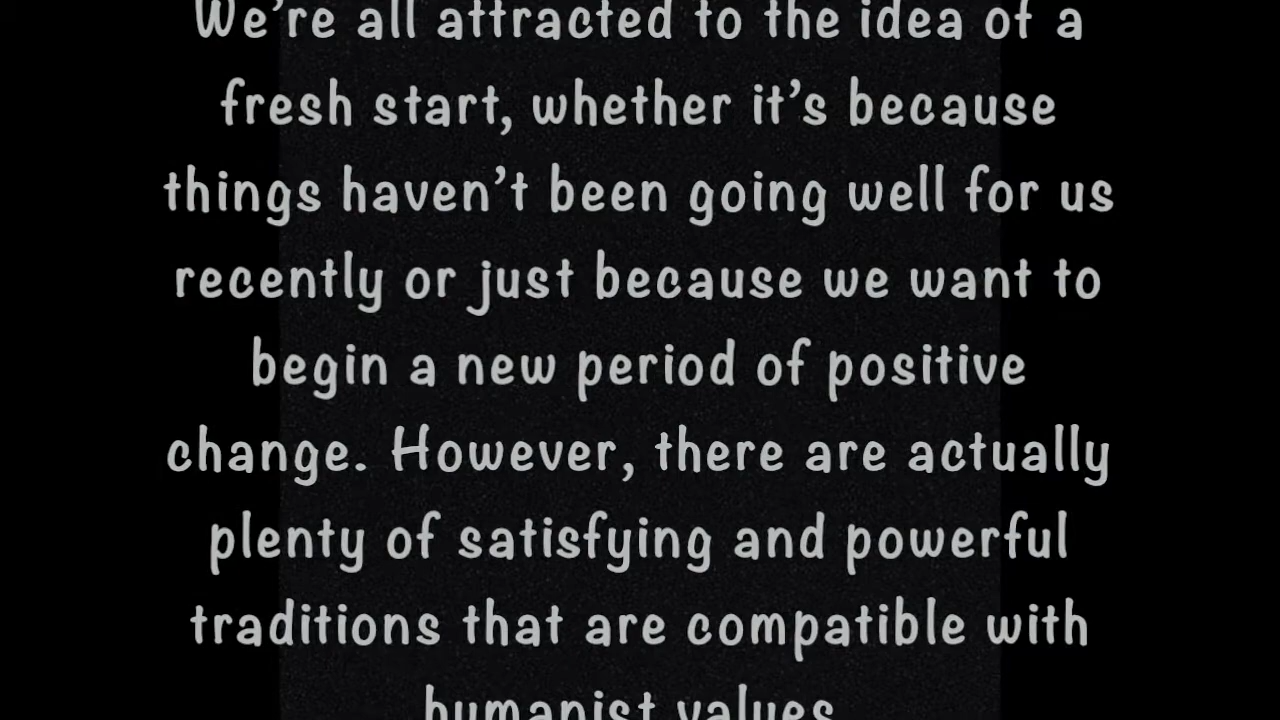 We’re all attracted to the idea of a
fresh start, whether it’s because
things haven’t been going well for us
recently or just because we want to
begin a new period of positive
change. However, there are actually
plenty of satisfying and powerful
traditions that are compatible with
humanist values